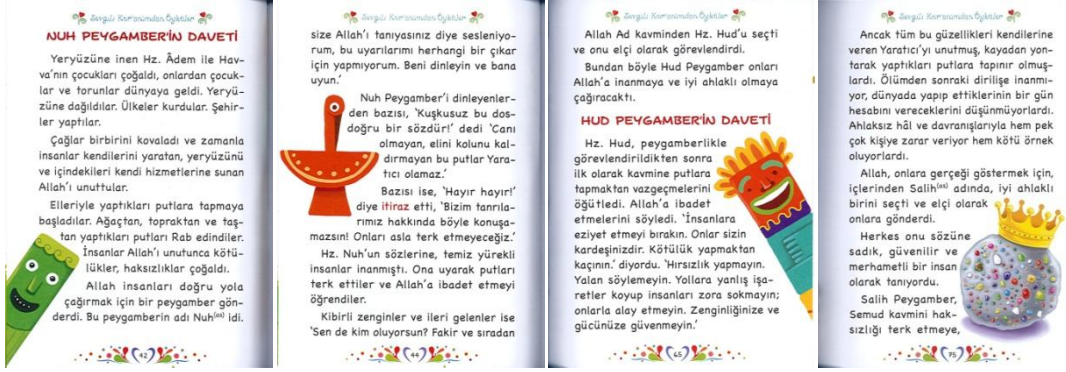 Sevgili Kur'anımdan Öyküler
NUH PEYGAMBER'İN DAVETİ
Yeryüzüne inen Hz. Âdem ile Hav-
va'nın çocukları çoğaldı, onlardan çocuk-
lar ve torunlar dünyaya geldi. Yeryü-
züne dağıldılar. Ülkeler kurdular. Şehir-
ler yaptılar.
Çağlar birbirini kovaladı ve zamanla
insanlar kendilerini yaratan, yeryüzünü
ve içindekileri kendi hizmetlerine sunan
Allah'ı unuttular.
Elleriyle yaptıkları putlara tapmaya
başladılar. Ağaçtan, topraktan ve taş-
tan yaptıkları putları Rab edindiler.
İnsanlar Allah'ı unutunca kötü-
lükler, haksızlıklar çoğaldı.
Allah insanları doğru yola
çağırmak için bir peygamber gön-
derdi. Bu peygamberin adı Nuh(as) idi.
42
Sevgili Kur'anımdan Öyküler
size Allah'ı tanıyasınız diye sesleniyo-
rum, bu uyarılarımı herhangi bir çıkar
için yapmıyorum. Beni dinleyin ve bana
uyun.'
Nuh Peygamber'i dinleyenler-
den bazısı, 'Kuşkusuz bu dos-
doğru bir sözdür!' dedi 'Canı
olmayan, elini kolunu kal-
dırmayan bu putlar Yara-
tıcı olamaz.'
Bazısı ise, 'Hayır hayır!'
diye itiraz etti, 'Bizim tanrıla-
rımız hakkında böyle konuşa-
mazsın! Onları asla terk etmeyeceğiz.'
Hz. Nuh'un sözlerine, temiz yürekli
insanlar inanmıştı. Ona uyarak putları
terk ettiler ve Allah'a ibadet etmeyi
öğrendiler.
Kibirli zenginler ve ileri gelenler ise
'Sen de kim oluyorsun? Fakir ve sıradan
44
Sevgili Kur'anımdan Öyküler
Allah Ad kavminden Hz. Hud'u seçti
ve onu elçi olarak görevlendirdi.
Bundan böyle Hud Peygamber onları
Allah'a inanmaya ve iyi ahlaklı olmaya
çağıracaktı.
HUD PEYGAMBER'İN DAVETİ
Hz. Hud, peygamberlikle
görevlendirildikten sonra
ilk olarak kavmine putlara
tapmaktan vazgeçmelerini
öğütledi. Allah'a ibadet
etmelerini söyledi. 'İnsanlara
eziyet etmeyi bırakın. Onlar sizin
kardeşinizdir. Kötülük yapmaktan
kaçının.' diyordu. 'Hırsızlık yapmayın.
Yalan söylemeyin. Yollara yanlış işa-
retler koyup insanları zora sokmayın;
onlarla alay etmeyin. Zenginliğinize ve
gücünüze güvenmeyin.'
65
Sevgili Kur'anımdan Öyküler
Ancak tüm bu güzellikleri kendilerine
veren Yaratıcı'yı unutmuş, kayadan yon-
tarak yaptıkları putlara tapınır olmuş-
lardı. Ölümden sonraki dirilişe inanmı-
yor, dünyada yapıp ettiklerinin bir gün
hesabını vereceklerini düşünmüyorlardı.
Ahlaksız hâl ve davranışlarıyla hem pek
çok kişiye zarar veriyor hem kötü örnek
oluyorlardı.
Allah, onlara gerçeği göstermek için,
içlerinden Salih(as) adında, iyi ahlaklı
birini seçti ve elçi olarak
onlara gönderdi.
Herkes onu sözüne
sadık, güvenilir ve
merhametli bir insan
olarak tanıyordu.
Salih Peygamber,
Semud kavmini hak-
sızlığı terk etmeye,
75